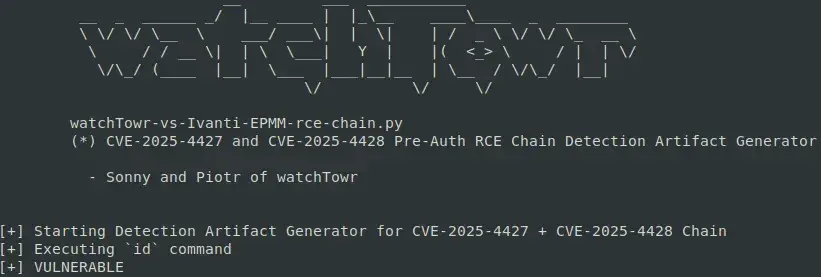 watchTowr
watchTowr-vs-Ivanti-EPMM-rce-chain.py
(*) CVE-2025-4427 and CVE-2025-4428 Pre-Auth RCE Chain Detection Artifact Generator
- Sonny and Piotr of watchTowr
[+] Starting Detection Artifact Generator for CVE-2025-4427 + CVE-2025-4428 Chain
[+] Executing `id` command
[+] VULNERABLE